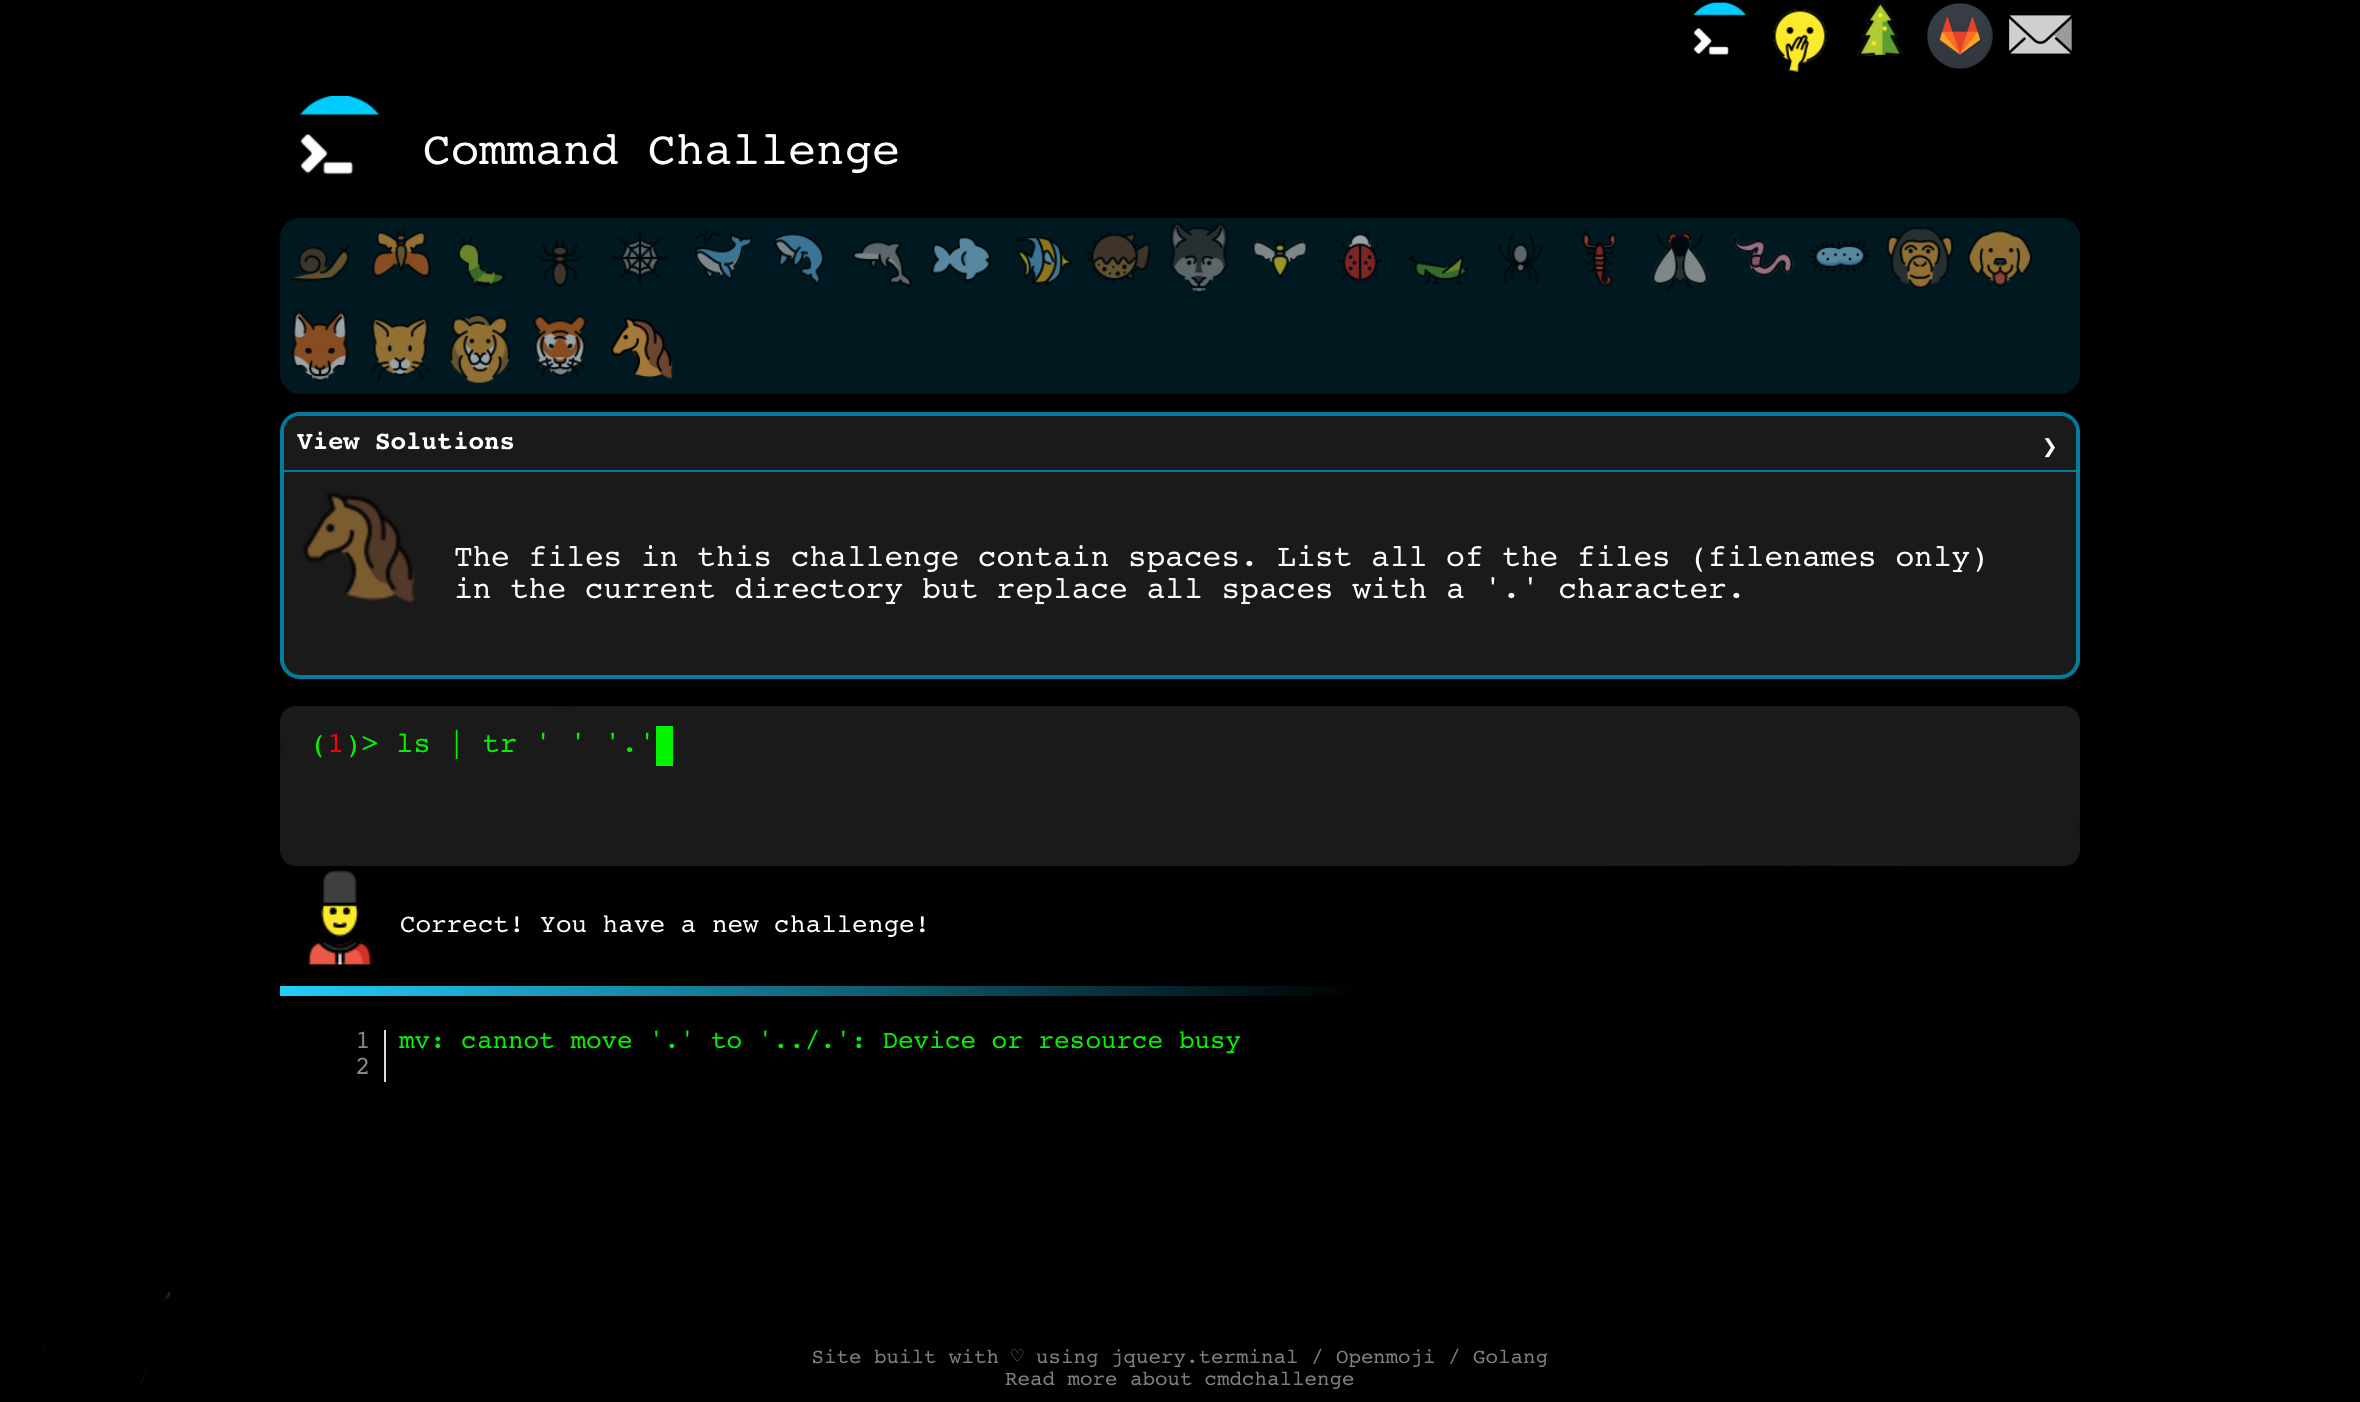 Command Challenge
View Solutions
The files in this challenge contain spaces. List all of the files (filenames only)
in the current directory but replace all spaces with a '.' character.
(1)> ls | tr ' ' '.'
Correct! You have a new challenge!
1 mv: cannot move '.' to '../.': Device or resource busy
2
Site built with ♡ using jquery.terminal / Openmoji / Golang
Read more about cmdchallenge